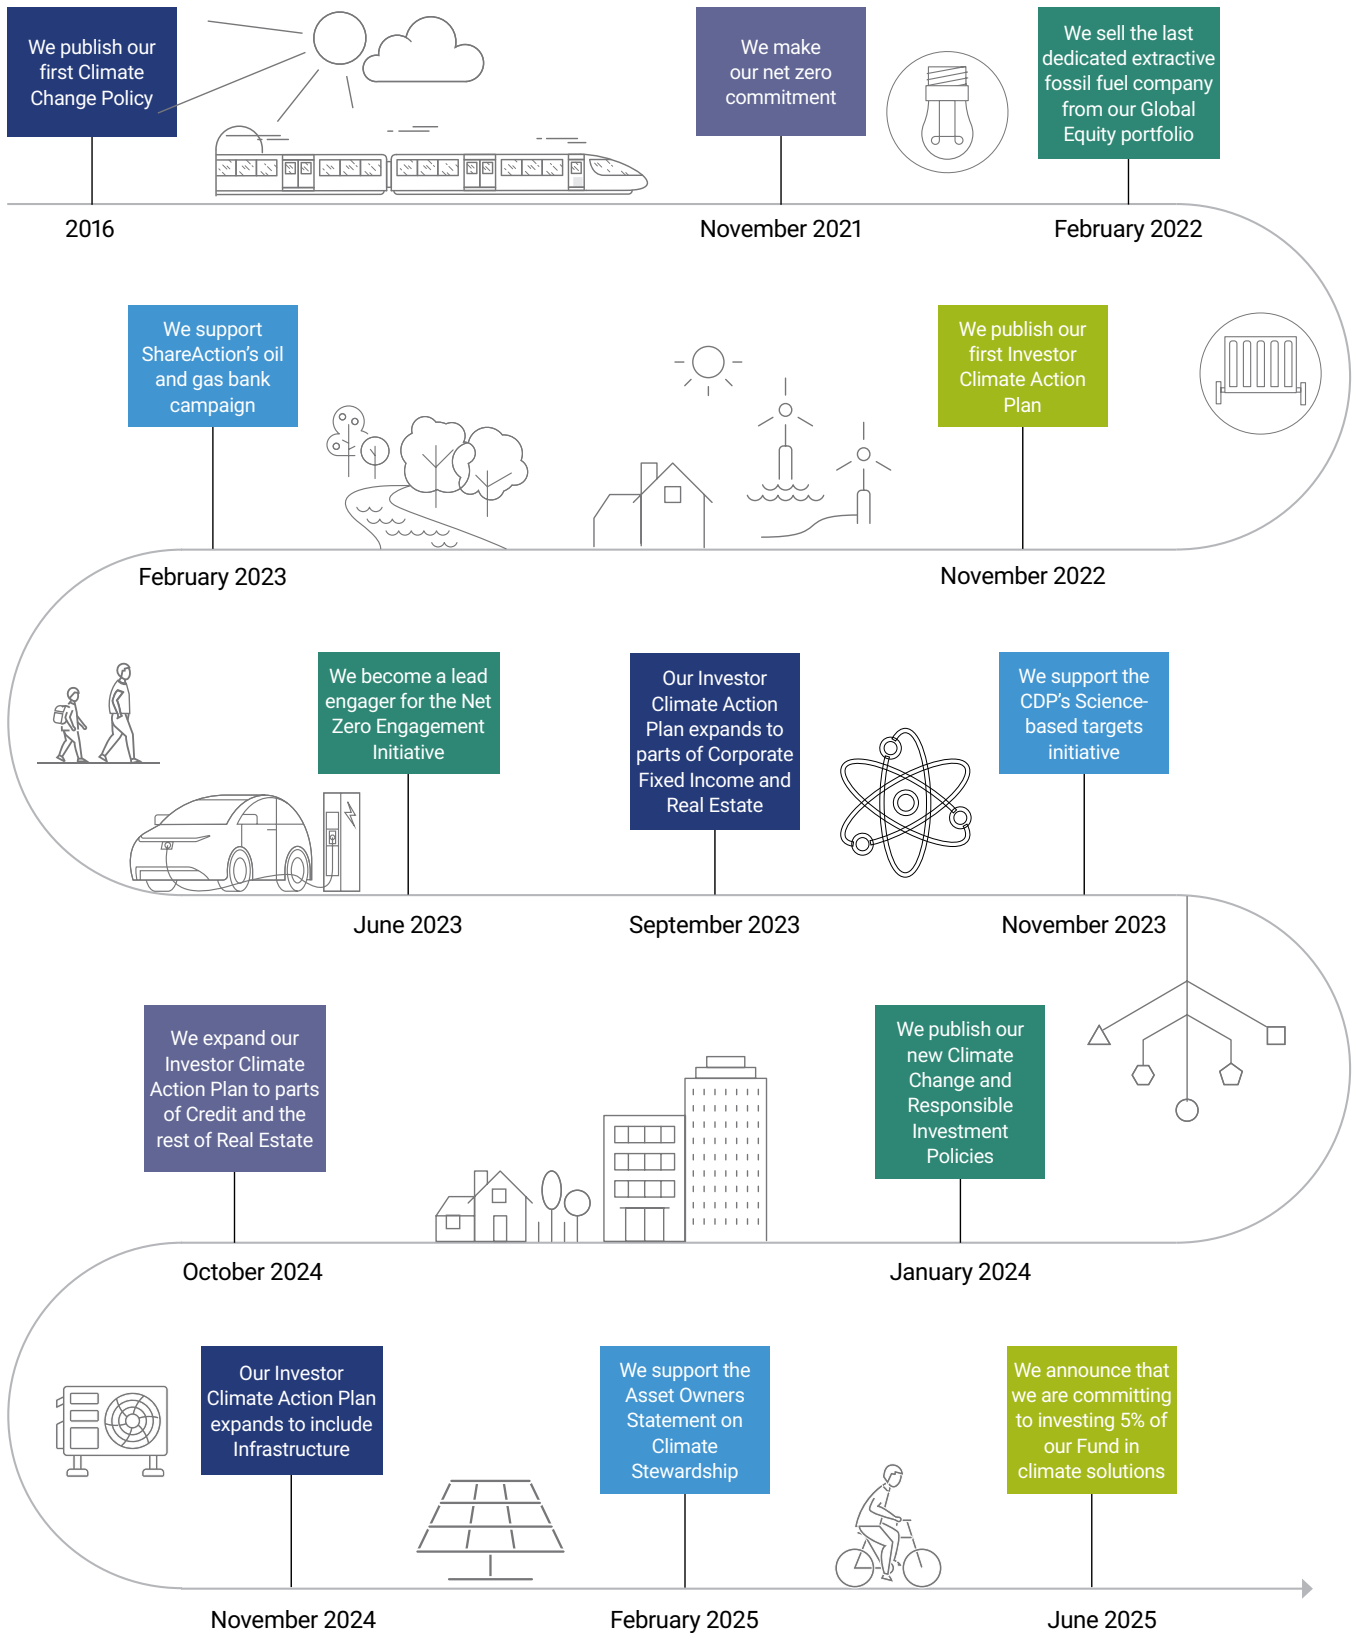 We publish our
first Climate
Change Policy
2016
We make
our net zero
commitment
November 2021
We sell the last
dedicated extractive
fossil fuel company
from our Global
Equity portfolio
February 2022
We publish our
first Investor
Climate Action
Plan
November 2022
We support
ShareAction’s oil
and gas bank
campaign
February 2023
We become a lead
engager for the Net
Zero Engagement
Initiative
June 2023
Our Investor
Climate Action
Plan expands to
parts of Corporate
Fixed Income and
Real Estate
September 2023
We support the
CDP’s Science-
based targets
initiative
November 2023
We publish our
new Climate
Change and
Responsible
Investment
Policies
January 2024
We expand our
Investor Climate
Action Plan to parts
of Credit and the
rest of Real Estate
October 2024
Our Investor
Climate Action Plan
expands to include
Infrastructure
November 2024
We support the
Asset Owners
Statement on
Climate
Stewardship
February 2025
We announce that
we are committing
to investing 5% of
our Fund in
climate solutions
June 2025